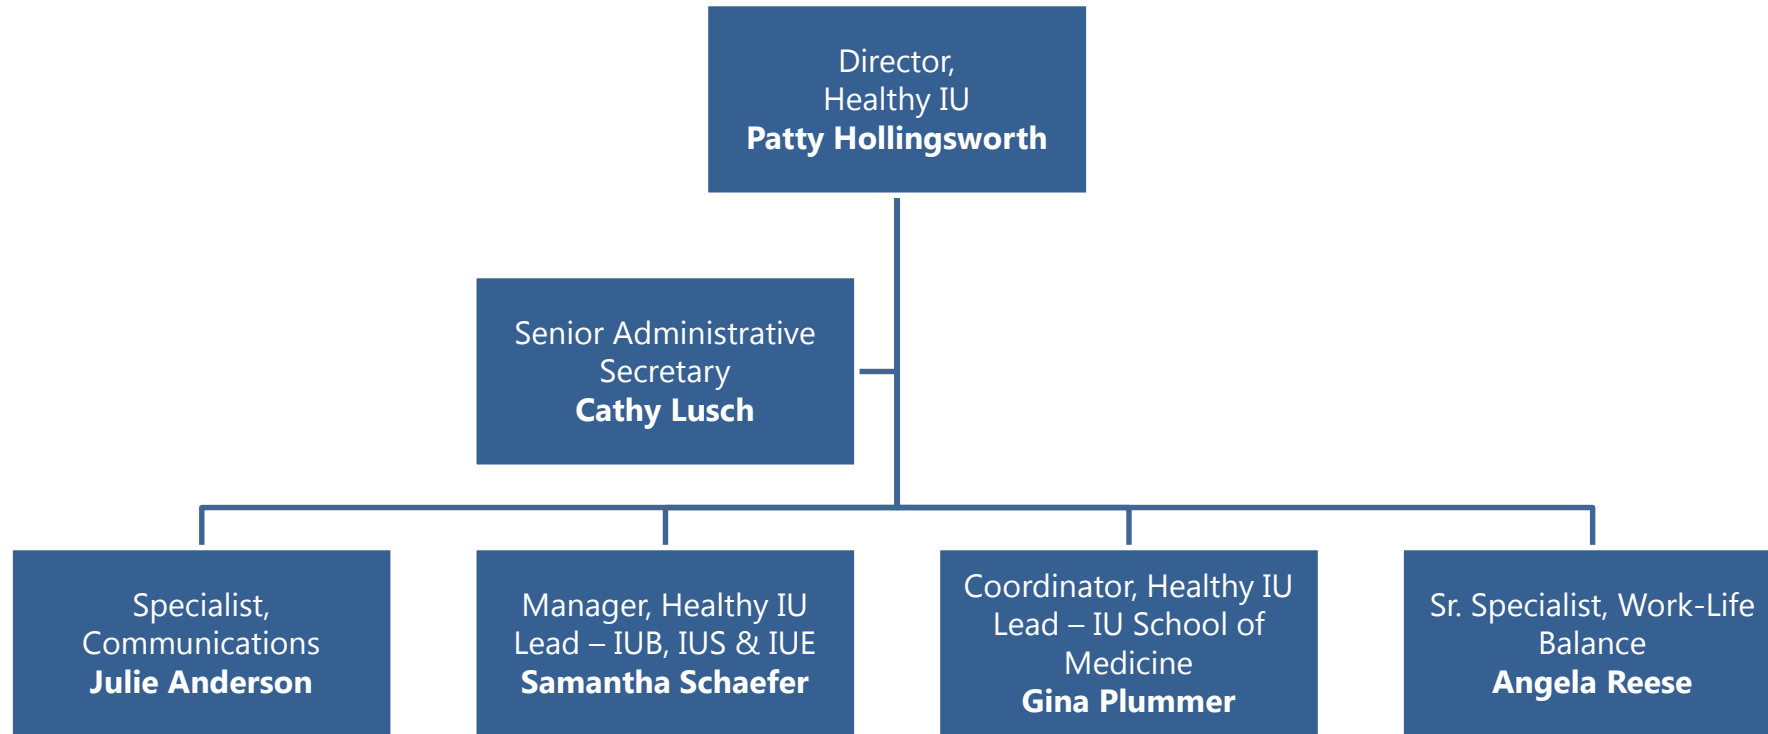 Director,
Healthy IU
Patty Hollingsworth
Senior Administrative
Secretary
Cathy Lusch
Specialist,
Communications
Julie Anderson
Manager, Healthy IU
Lead – IUB, IUS & IUE
Samantha Schaefer
Coordinator, Healthy IU
Lead – IU School of
Medicine
Gina Plummer
Sr. Specialist, Work-Life
Balance
Angela Reese